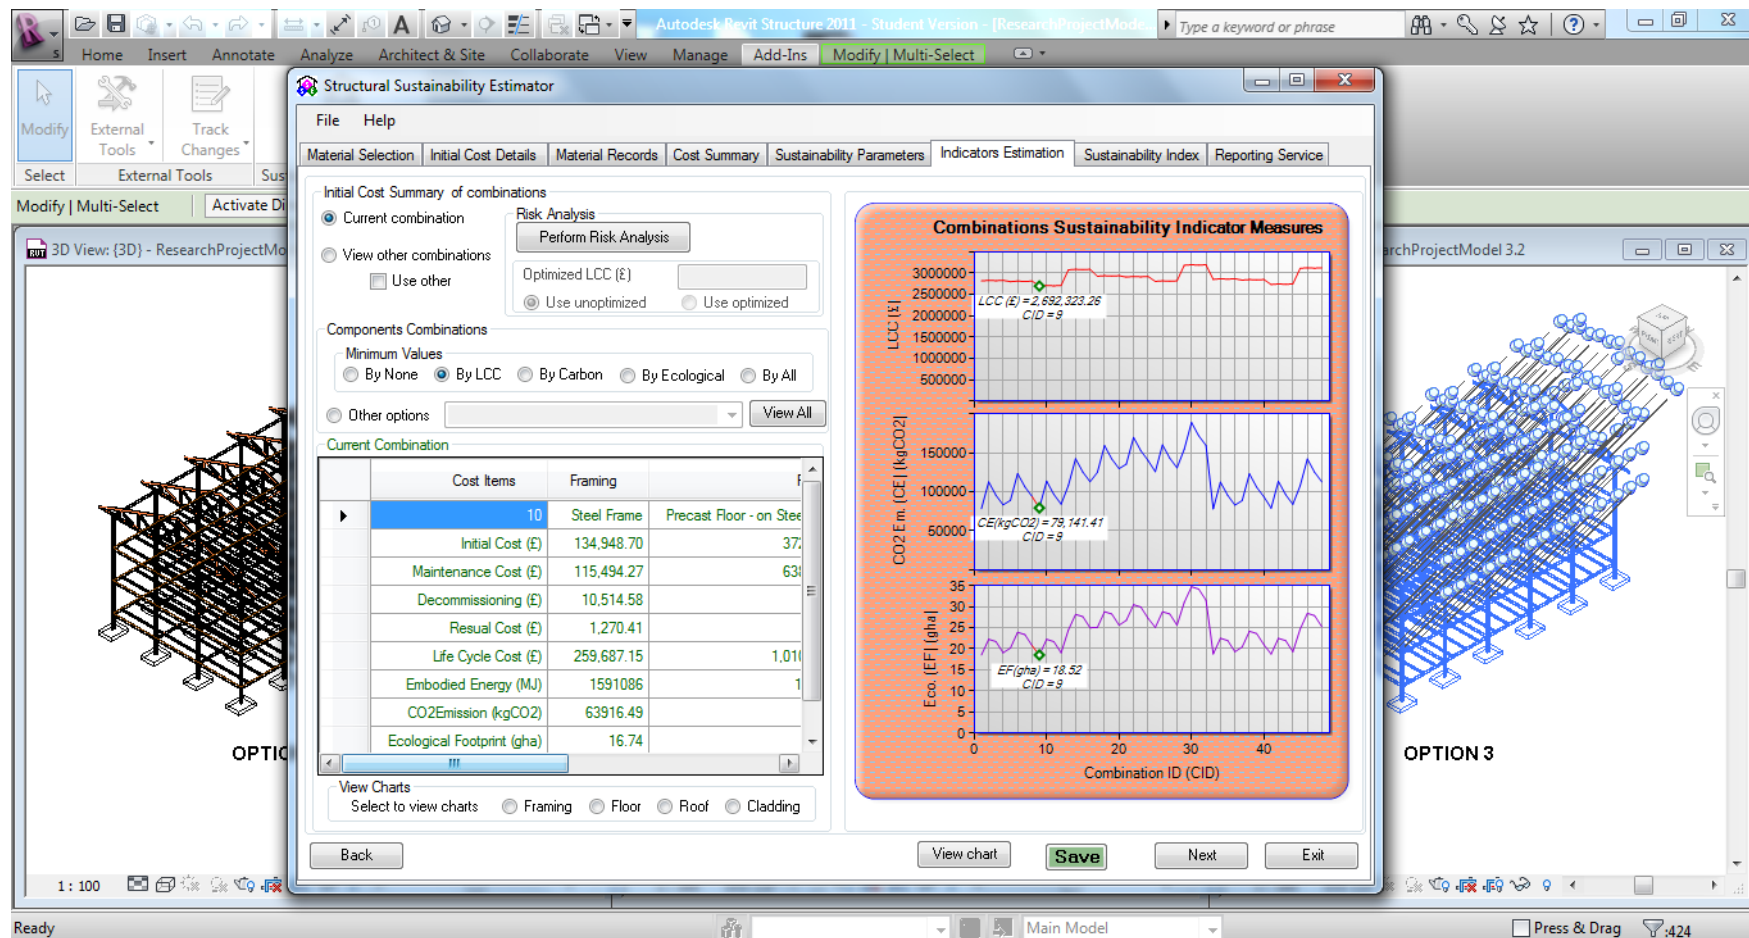 Autodesk Revit Structure 2011 - Student Version - [ResearchProjectMode...
Type a keyword or phrase
5
Home Insert Annotate Analyze Architect & Site Collaborate View Manage Add-Ins Modify | Multi-Select
Modify
External Tools
Track Changes
Select
External Tools
Sus
Modify | Multi-Select
Activate Di
3D View: {3D} - ResearchProjectMo
archProjectModel 3.2
Structural Sustainability Estimator
File Help
Material Selection Initial Cost Details Material Records Cost Summary Sustainability Parameters Indicators Estimation Sustainability Index Reporting Service
Initial Cost Summary of combinations
Current combination
View other combinations
Use other
Risk Analysis
Perform Risk Analysis
Optimized LCC (£)
Use unoptimized Use optimized
Components Combinations
Minimum Values
By None By LCC By Carbon By Ecological By All
Other options
View All
Current Combination
Cost Items Framing F
10 Steel Frame Precast Floor - on Stee
Initial Cost (£) 134,948.70 372
Maintenance Cost (£) 115,494.27 638
Decommissioning (£) 10,514.58
Resual Cost (£) 1,270.41
Life Cycle Cost (£) 259,687.15 1,010
Embodied Energy (MJ) 1591086 1
CO2Emission (kgCO2) 63916.49
Ecological Footprint (gha) 16.74
View Charts
Select to view charts Framing Floor Roof Cladding
Combinations Sustainability Indicator Measures
LCC [£]
3000000
2500000
2000000
1500000
1000000
500000
LCC (£) = 2,692,323.26
CID = 9
CO2 Em. [CE] [kgCO2]
150000
100000
50000
CE(kgCO2) = 79,141.41
CID = 9
Eco. [EF] [gha]
35
30
25
20
15
10
5
0
EF(gha) = 18.52
CID = 9
0 10 20 30 40
Combination ID (CID)
Back
View chart
Save
Next
Exit
OPTIO
OPTION 3
1 : 100
Ready
Main Model
Press & Drag
:424